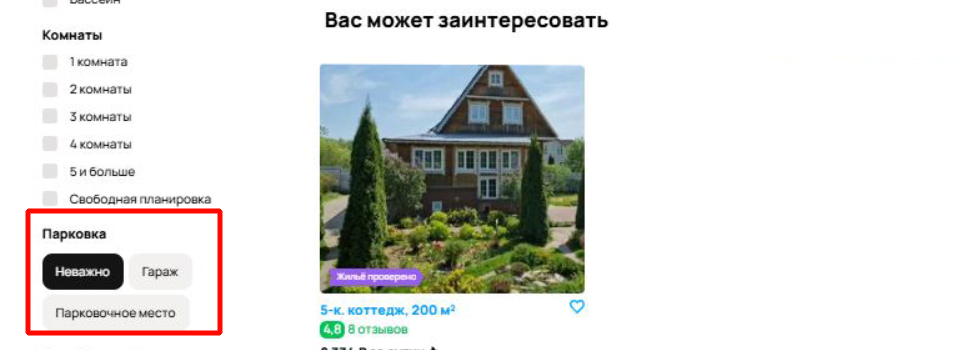 Бассейн
Комнаты
1 комната
2 комнаты
3 комнаты
4 комнаты
5 и больше
Свободная планировка
Парковка
Неважно
Гараж
Парковочное место
Вас может заинтересовать
Жильё проверено
5-к. коттедж, 200 м²
4,8 8 отзывов